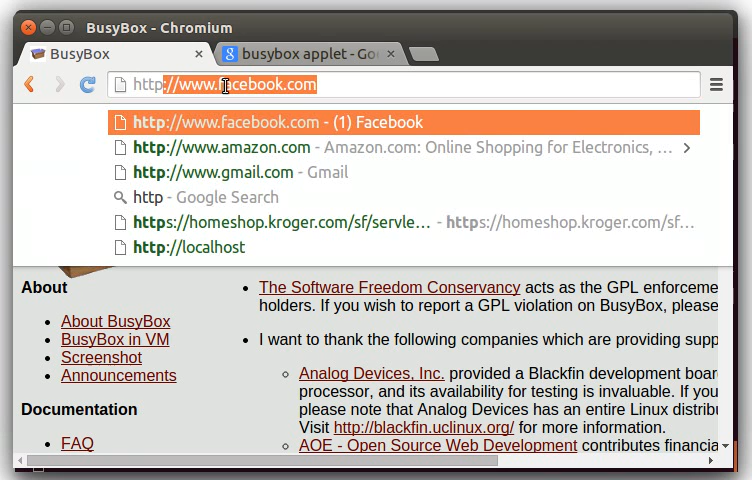 BusyBox - Chromium
BusyBox
busybox applet - Go
http://www.facebook.com
http://www.facebook.com - (1) Facebook
http://www.amazon.com - Amazon.com: Online Shopping for Electronics, ...
http://www.gmail.com - Gmail
http - Google Search
https://homeshop.kroger.com/sf/servle... - https://homeshop.kroger.com/sf...
http://localhost
About
About BusyBox
BusyBox in VM
Screenshot
Announcements
Documentation
FAQ
The Software Freedom Conservancy acts as the GPL enforceme
holders. If you wish to report a GPL violation on BusyBox, please
I want to thank the following companies which are providing supp
Analog Devices, Inc. provided a Blackfin development boar
processor, and its availability for testing is invaluable. If you
please note that Analog Devices has an entire Linux distribu
Visit http://blackfin.uclinux.org/ for more information.
AOE - Open Source Web Development contributes financia